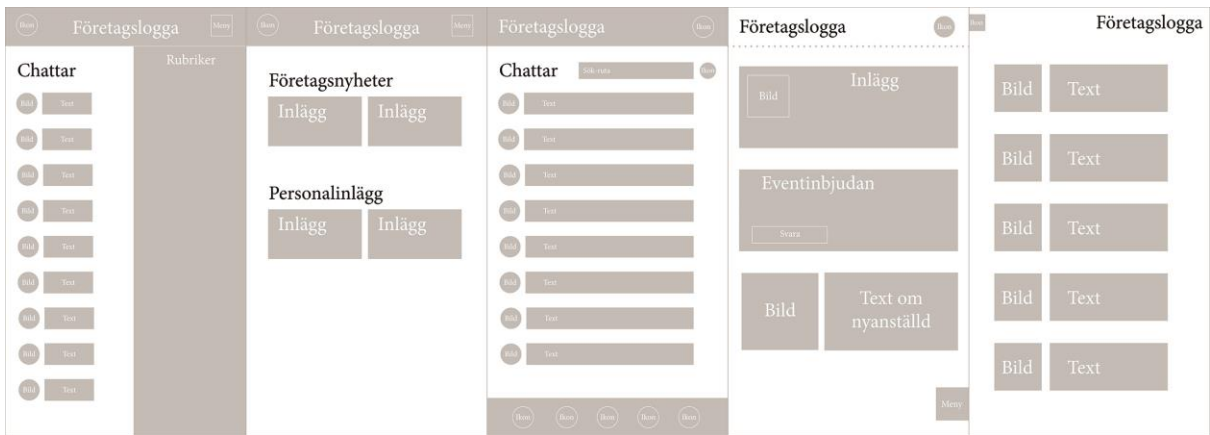 Ikon
Företagslogga
Meny
Chattar
Rubriker
Bild Text
Bild Text
Bild Text
Bild Text
Bild Text
Bild Text
Bild Text
Bild Text
Bild Text
Ikon
Företagslogga
Meny
Företagsnyheter
Inlägg Inlägg
Personalinlägg
Inlägg Inlägg
Företagslogga
Ikon
Chattar
Sök-ruta
Ikon
Bild Text
Bild Text
Bild Text
Bild Text
Bild Text
Bild Text
Bild Text
Bild Text
Ikon Ikon Ikon Ikon Ikon
Företagslogga
Ikon
Inlägg
Bild
Eventinbjudan
Svara
Bild
Text om
nyanställd
Meny
Ikon
Företagslogga
Bild Text
Bild Text
Bild Text
Bild Text
Bild Text